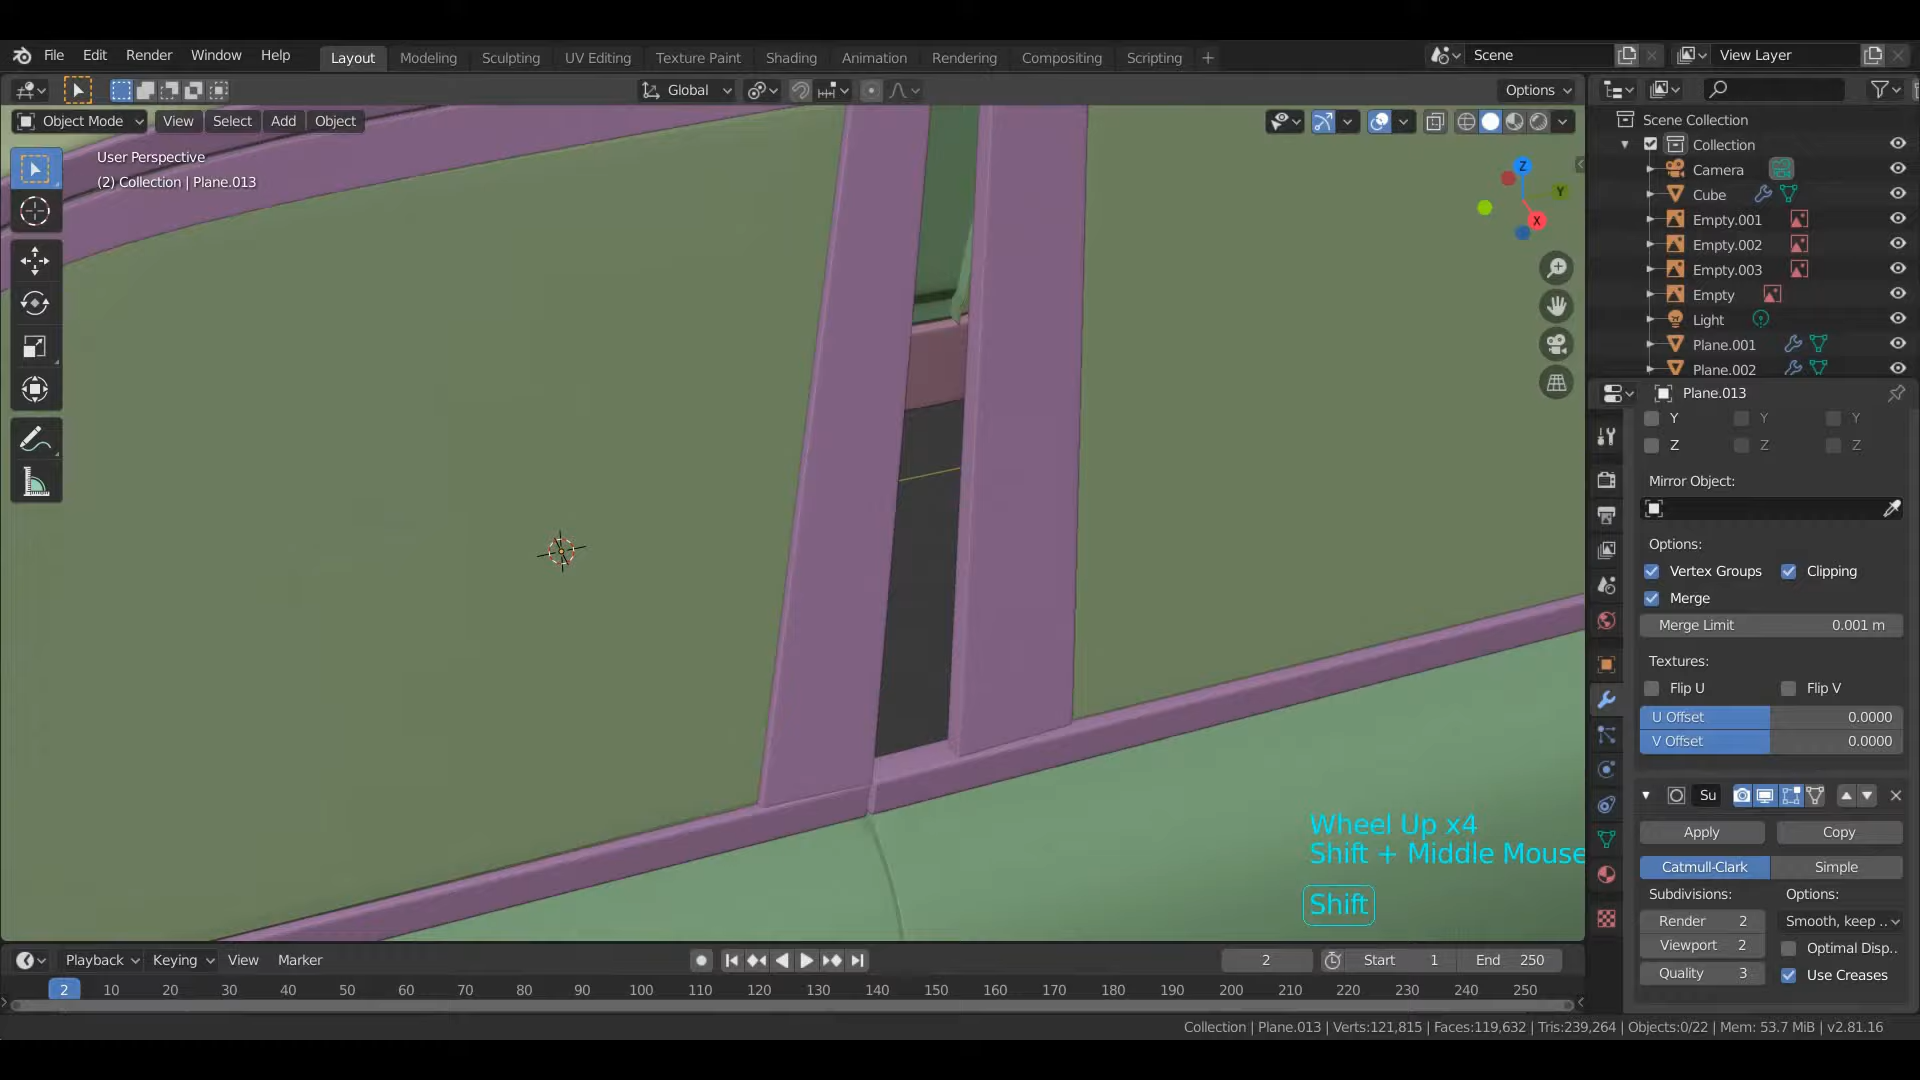 File Edit Render Window Help Layout Modeling Sculpting UV Editing Texture Paint Shading Animation Rendering Compositing Scripting + Scene View Layer
Global Options
Object Mode View Select Add Object
User Perspective
(2) Collection | Plane.013
Z
Y
X
Scene Collection
Collection
Camera
Cube
Empty.001
Empty.002
Empty.003
Empty
Light
Plane.001
Plane.002
Plane.013
Y Y Y
Z Z Z
Mirror Object:
Options:
Vertex Groups Clipping
Merge
Merge Limit 0.001 m
Textures:
Flip U Flip V
U Offset 0.0000
V Offset 0.0000
Su
Apply Copy
Catmull-Clark Simple
Subdivisions: Options:
Render 2 Smooth, keep ..
Viewport 2 Optimal Disp..
Quality 3 Use Creases
Wheel Up x4
Shift + Middle Mouse
Shift
Playback Keying View Marker 2 Start 1 End 250
2 10 20 30 40 50 60 70 80 90 100 110 120 130 140 150 160 170 180 190 200 210 220 230 240 250
Collection | Plane.013 | Verts:121,815 | Faces:119,632 | Tris:239,264 | Objects:0/22 | Mem: 53.7 MiB | v2.81.16